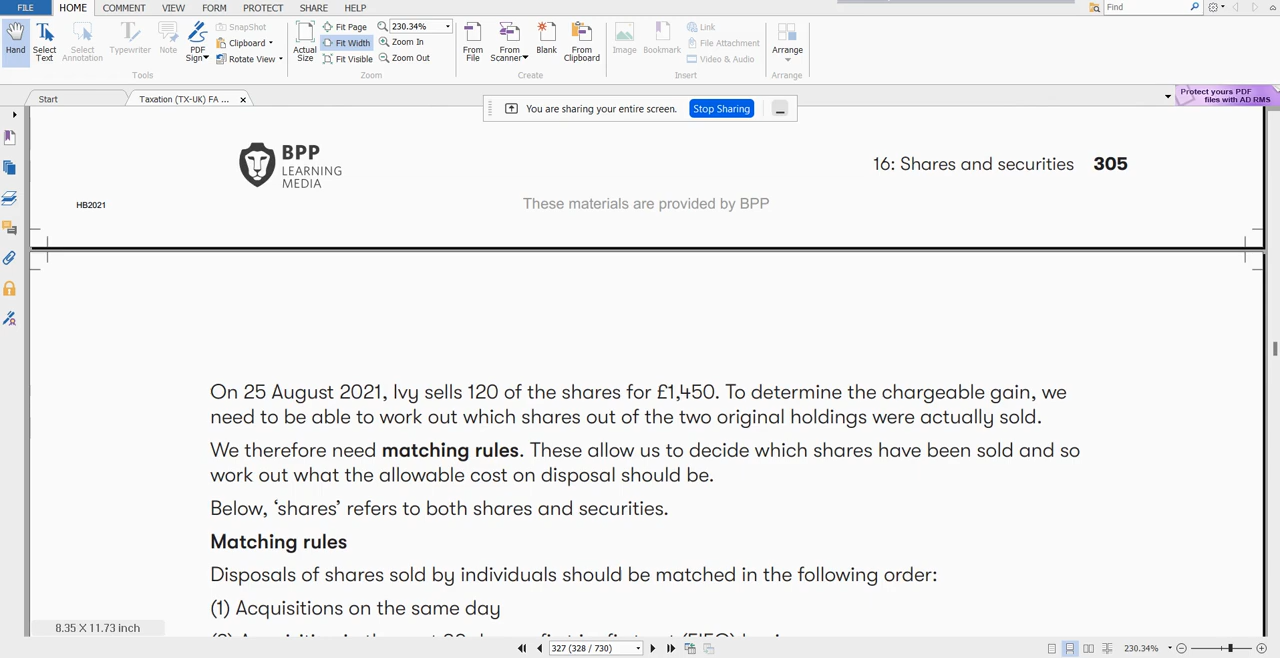 FILE HOME COMMENT VIEW FORM PROTECT SHARE HELP Find
SnapShot Fit Page 230.34% Link
Clipboard Fit Width Zoom In File Attachment
Rotate View Fit Visible Zoom Out Video & Audio
Hand Select Text Select Annotation Typewriter Note PDF Sign Actual Size From File From Scanner Blank From Clipboard Image Bookmark Arrange
Tools Zoom Create Insert Arrange
Start Taxation (TX-UK) FA ... x
You are sharing your entire screen. Stop Sharing
Protect yours PDF
files with AD RMS
BPP
LEARNING
MEDIA
16: Shares and securities 305
HB2021
These materials are provided by BPP
On 25 August 2021, Ivy sells 120 of the shares for £1,450. To determine the chargeable gain, we
need to be able to work out which shares out of the two original holdings were actually sold.
We therefore need matching rules. These allow us to decide which shares have been sold and so
work out what the allowable cost on disposal should be.
Below, ‘shares’ refers to both shares and securities.
Matching rules
Disposals of shares sold by individuals should be matched in the following order:
(1) Acquisitions on the same day
8.35 X 11.73 inch
327 (328 / 730) 230.34%